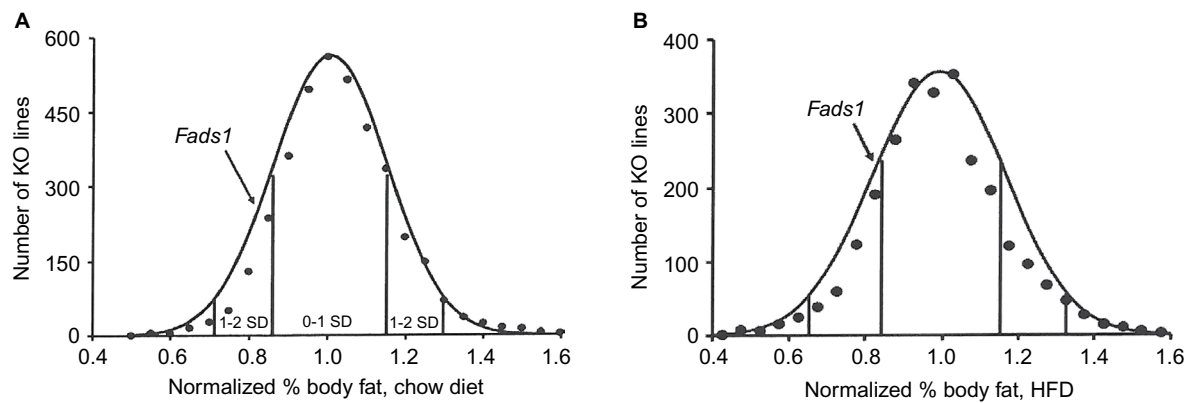 A
600
450
300
150
0
Number of KO lines
Fads1
1-2 SD 0-1 SD 1-2 SD
0.4 0.6 0.8 1.0 1.2 1.4 1.6
Normalized % body fat, chow diet
B
400
300
200
100
0
Number of KO lines
Fads1
0.4 0.6 0.8 1.0 1.2 1.4 1.6
Normalized % body fat, HFD